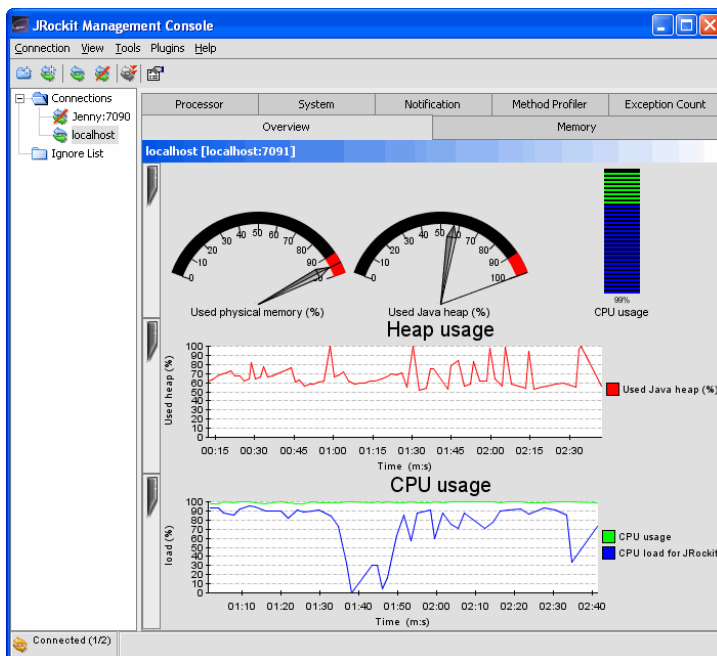 JRockit Management Console
Connection View Tools Plugins Help
Connections
Jenny:7090
localhost
Ignore List
Processor System Notification Method Profiler Exception Count
Overview Memory
localhost [localhost:7091]
0 10 20 30 40 50 60 70 80 90
Used physical memory (%)
0 10 20 30 40 50 60 70 80 90 100
Used Java heap (%)
99%
CPU usage
Heap usage
Used heap (%)
100
90
80
70
60
50
40
30
20
10
0
00:15 00:30 00:45 01:00 01:15 01:30 01:45 02:00 02:15 02:30
Time (m:s)
Used Java heap (%)
CPU usage
load (%)
100
90
80
70
60
50
40
30
20
10
0
01:10 01:20 01:30 01:40 01:50 02:00 02:10 02:20 02:30 02:40
Time (m:s)
CPU usage
CPU load for JRockit
Connected (1/2)